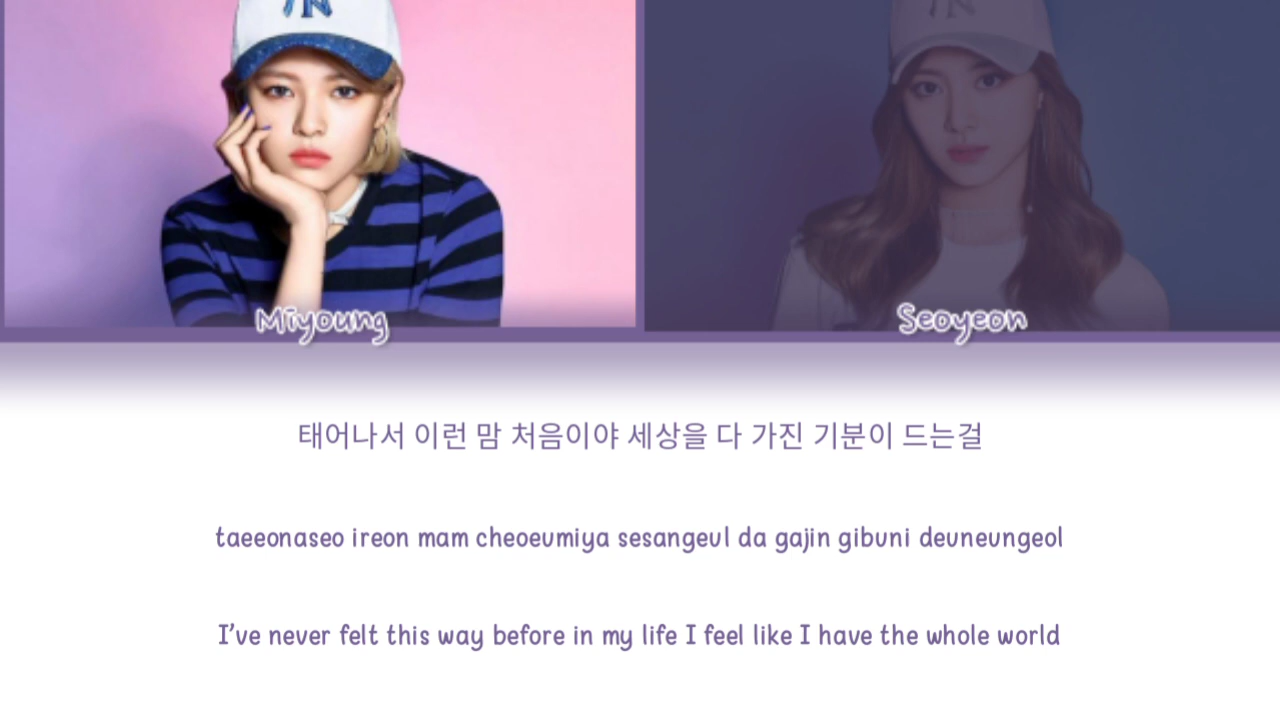 Miyoung
Seoyeon
태어나서 이런 맘 처음이야 세상을 다 가진 기분이 드는걸
taeeonaseo ireon mam cheoeumiya sesangeul da gajin gibuni deuneungeol
I’ve never felt this way before in my life I feel like I have the whole world